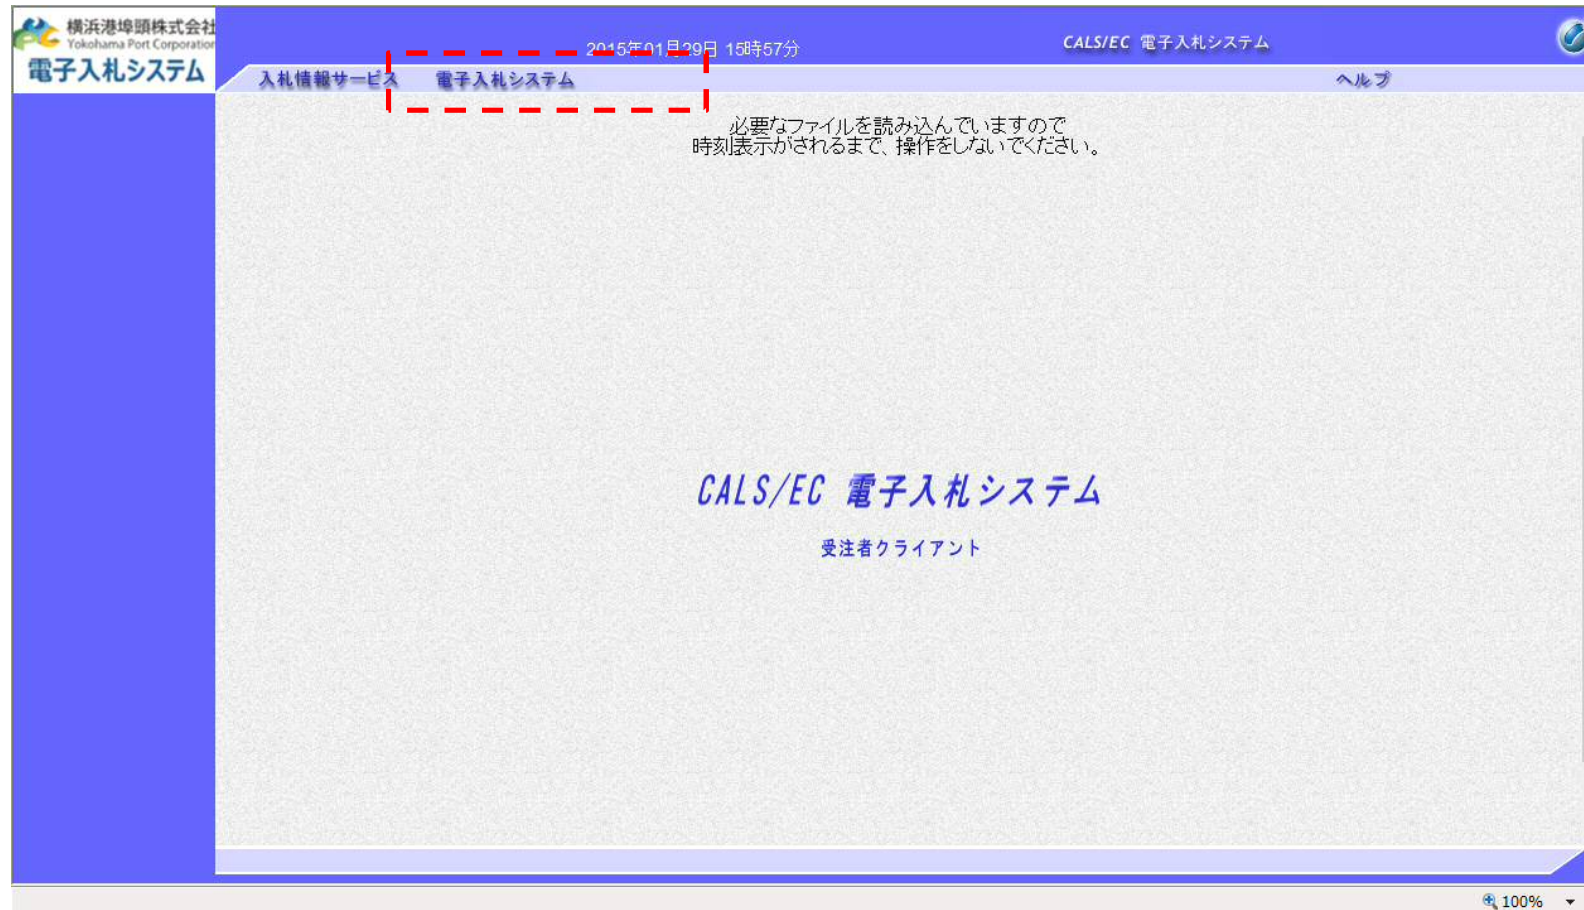 横浜港埠頭株式会社
Yokohama Port Corporation
電子入札システム
2015年01月29日 15時57分
CALS/EC 電子入札システム
入札情報サービス
電子入札システム
ヘルプ
必要なファイルを読み込んでいますので
時刻表示がされるまで、操作をしないでください。
CALS/EC 電子入札システム
受注者クライアント
100%